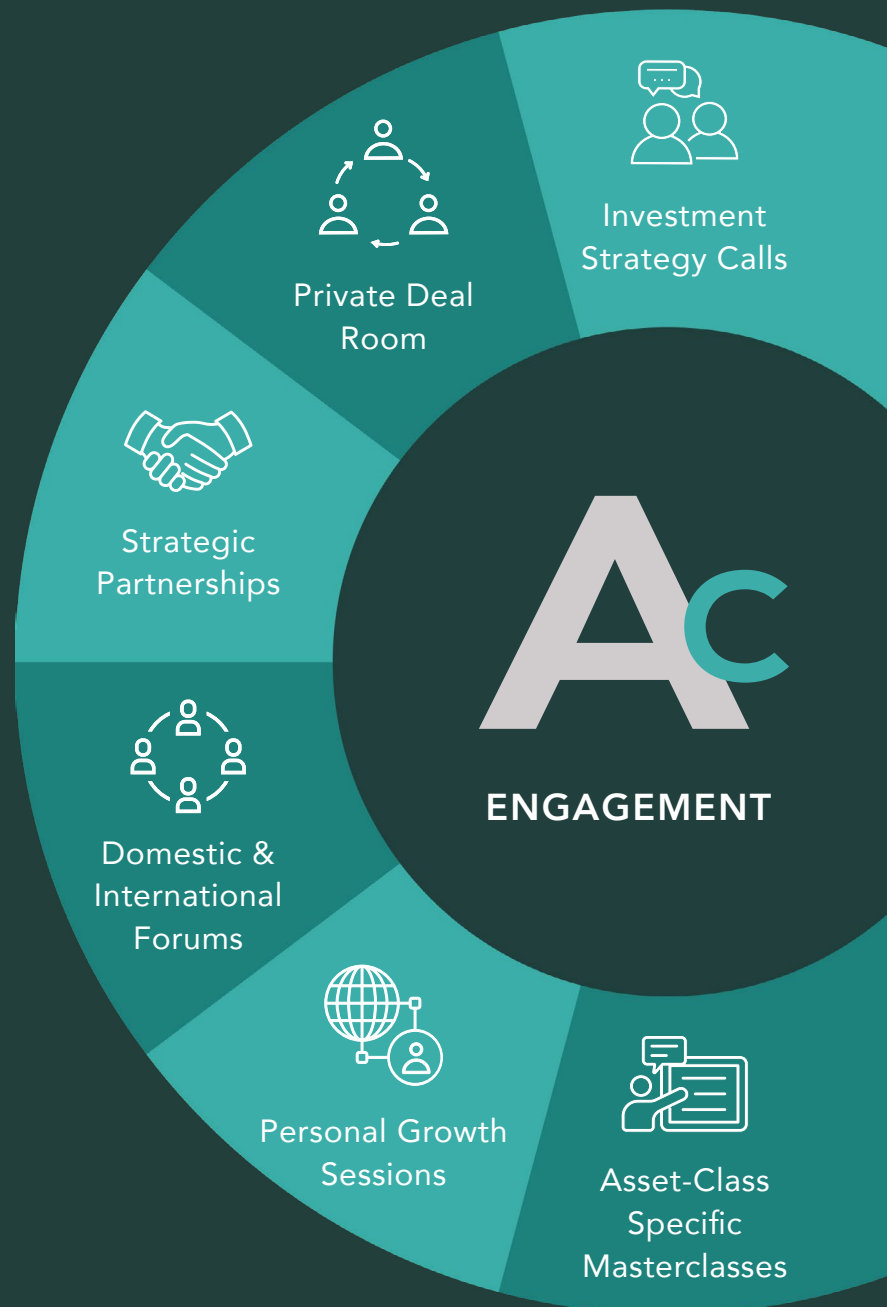 Investment
Strategy Calls
Private Deal
Room
Strategic
Partnerships
AC
ENGAGEMENT
Domestic &
International
Forums
Personal Growth
Sessions
Asset-Class
Specific
Masterclasses